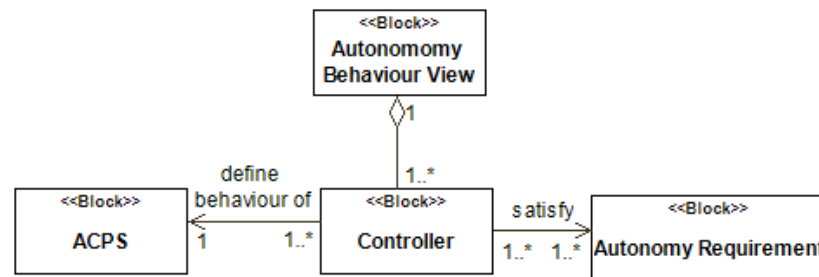 <<Block>>
Autonomomy
Behaviour View
1
1..*
define
behaviour of
1
1..*
<<Block>>
ACPS
<<Block>>
Controller
satisfy
1..*
1..*
<<Block>>
Autonomy Requirement